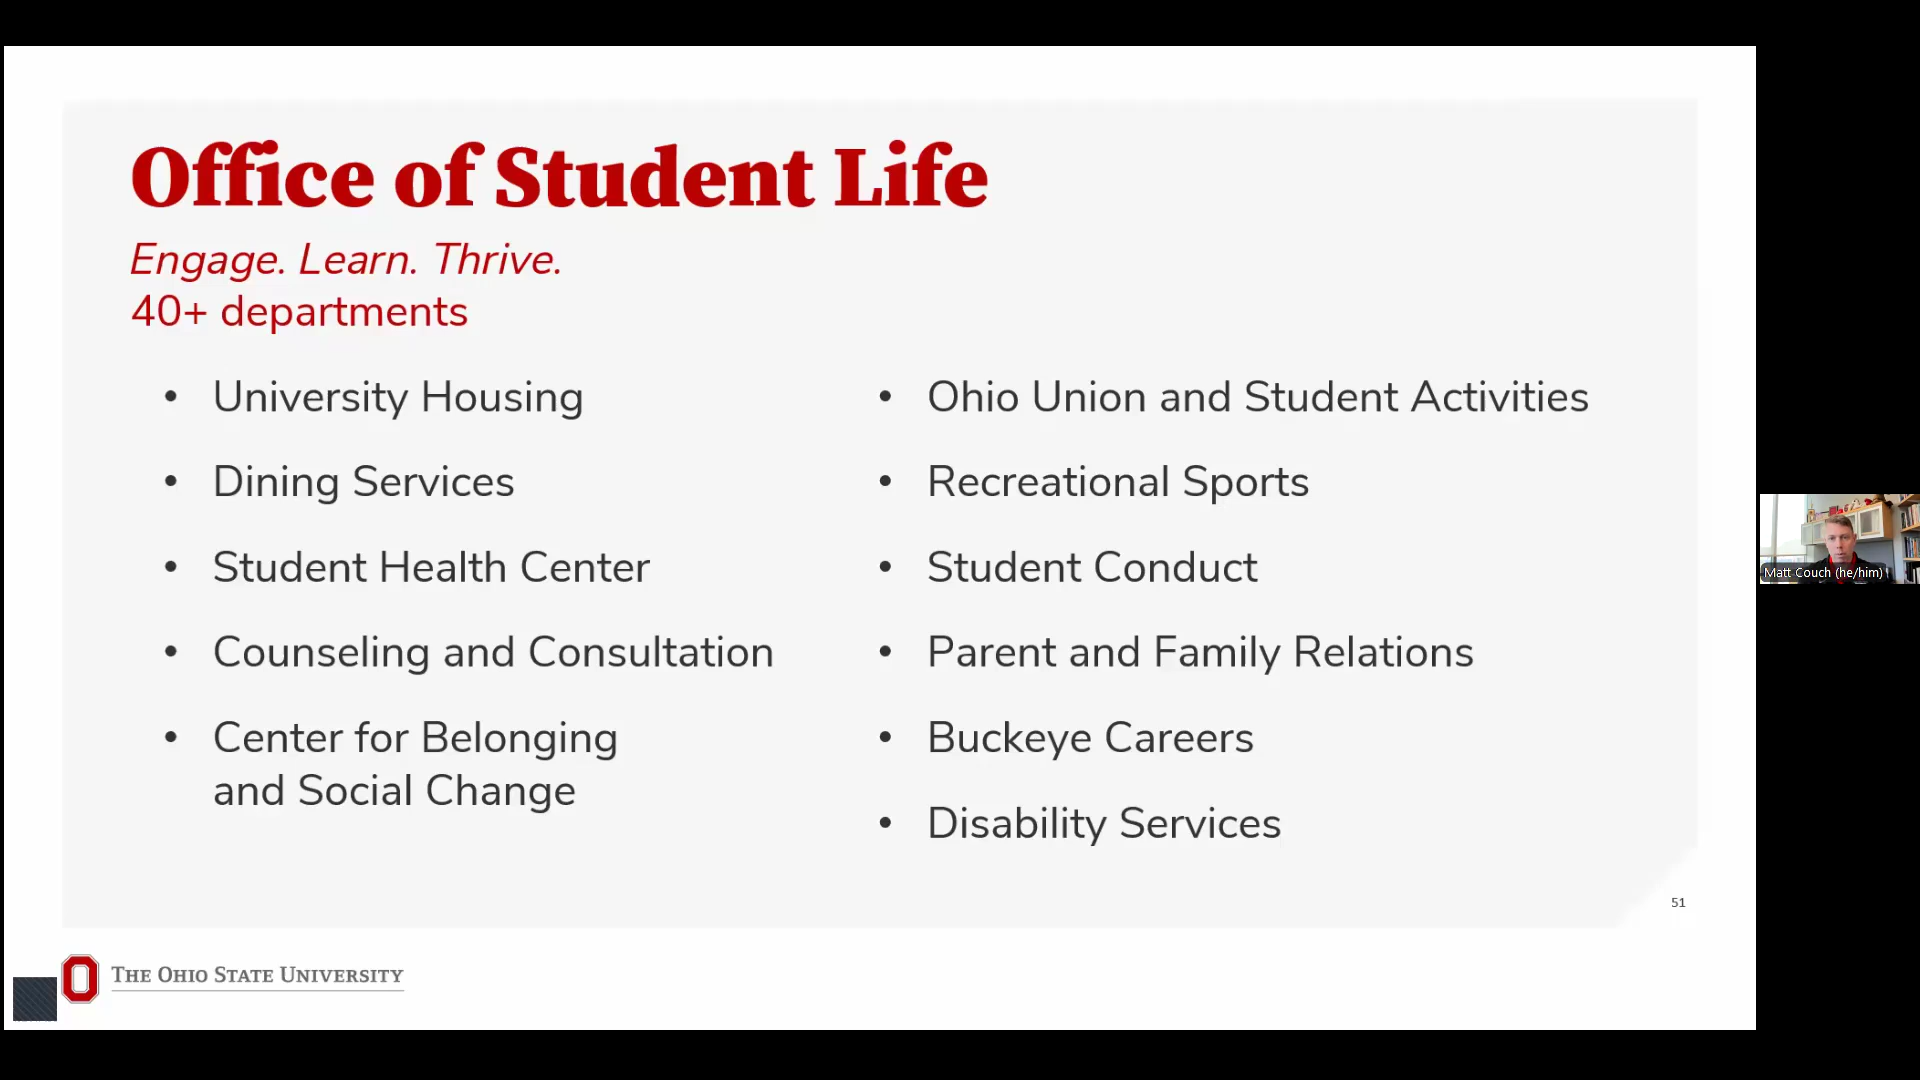 Office of Student Life
Engage. Learn. Thrive.
40+ departments
• University Housing
• Dining Services
• Student Health Center
• Counseling and Consultation
• Center for Belonging
and Social Change
• Ohio Union and Student Activities
• Recreational Sports
• Student Conduct
• Parent and Family Relations
• Buckeye Careers
• Disability Services
51
THE OHIO STATE UNIVERSITY
Matt Couch (he/him)